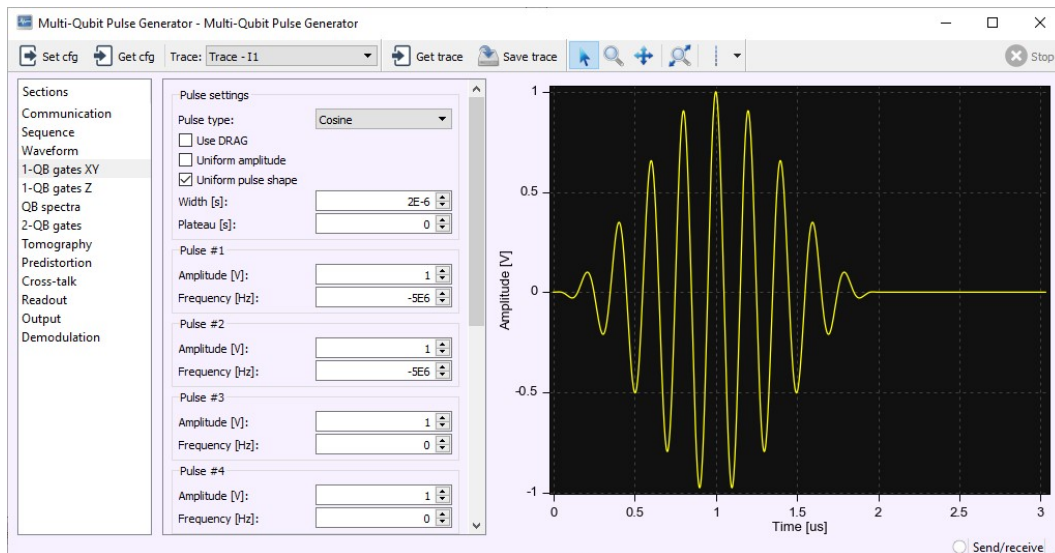 Multi-Qubit Pulse Generator - Multi-Qubit Pulse Generator
Set cfg Get cfg Trace: Trace - I1 Get trace Save trace Stop
Sections
Communication
Sequence
Waveform
1-QB gates XY
1-QB gates Z
QB spectra
2-QB gates
Tomography
Predistortion
Cross-talk
Readout
Output
Demodulation
Pulse settings
Pulse type: Cosine
Use DRAG
Uniform amplitude
Uniform pulse shape
Width [s]: 2E-6
Plateau [s]: 0
Pulse #1
Amplitude [V]: 1
Frequency [Hz]: -5E6
Pulse #2
Amplitude [V]: 1
Frequency [Hz]: -5E6
Pulse #3
Amplitude [V]: 1
Frequency [Hz]: 0
Pulse #4
Amplitude [V]: 1
Frequency [Hz]: 0
Amplitude [V]
1
0.5
0
-0.5
-1
0 0.5 1 1.5 2 2.5 3
Time [us]
Send/receive